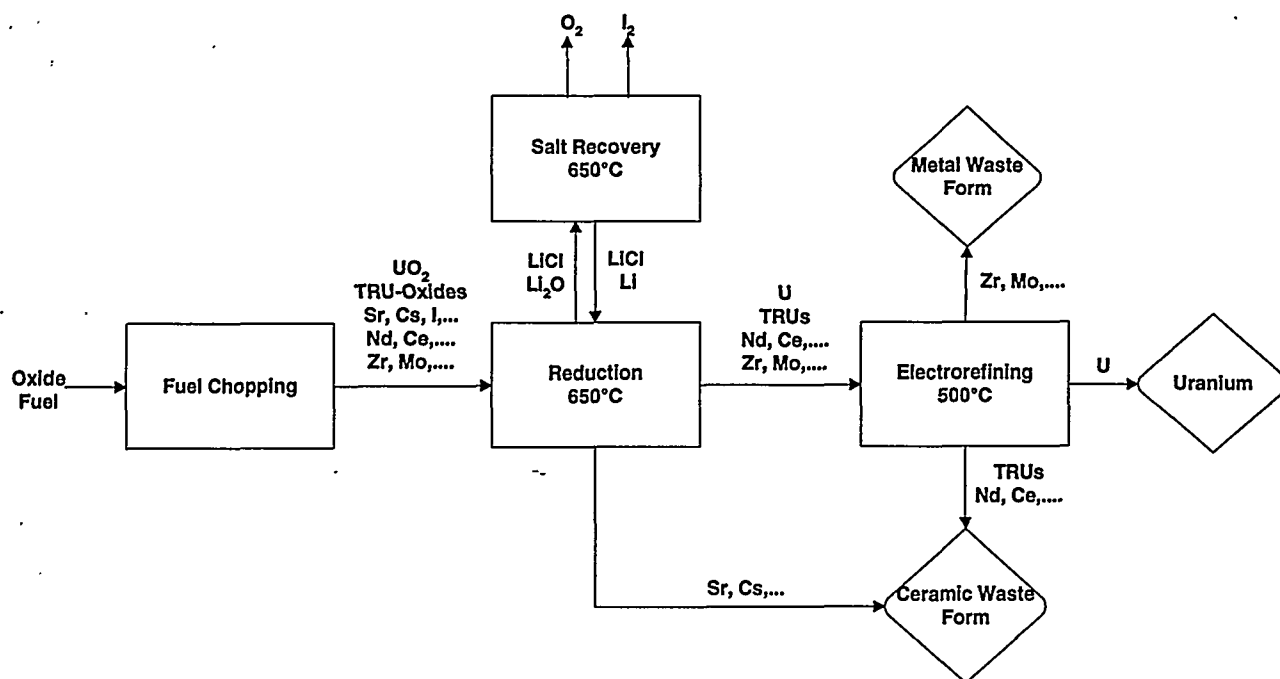 O₂
I₂
Salt Recovery
650°C
Metal Waste
Form
LiCl
Li₂O
LiCl
Li
UO₂
TRU-Oxides
Sr, Cs, I,...
Nd, Ce,....
Zr, Mo,....
U
TRUs
Nd, Ce,....
Zr, Mo,....
Zr, Mo,....
Oxide
Fuel
Fuel Chopping
Reduction
650°C
Electrorefining
500°C
U
Uranium
TRUs
Nd, Ce,....
Sr, Cs,...
Ceramic Waste
Form